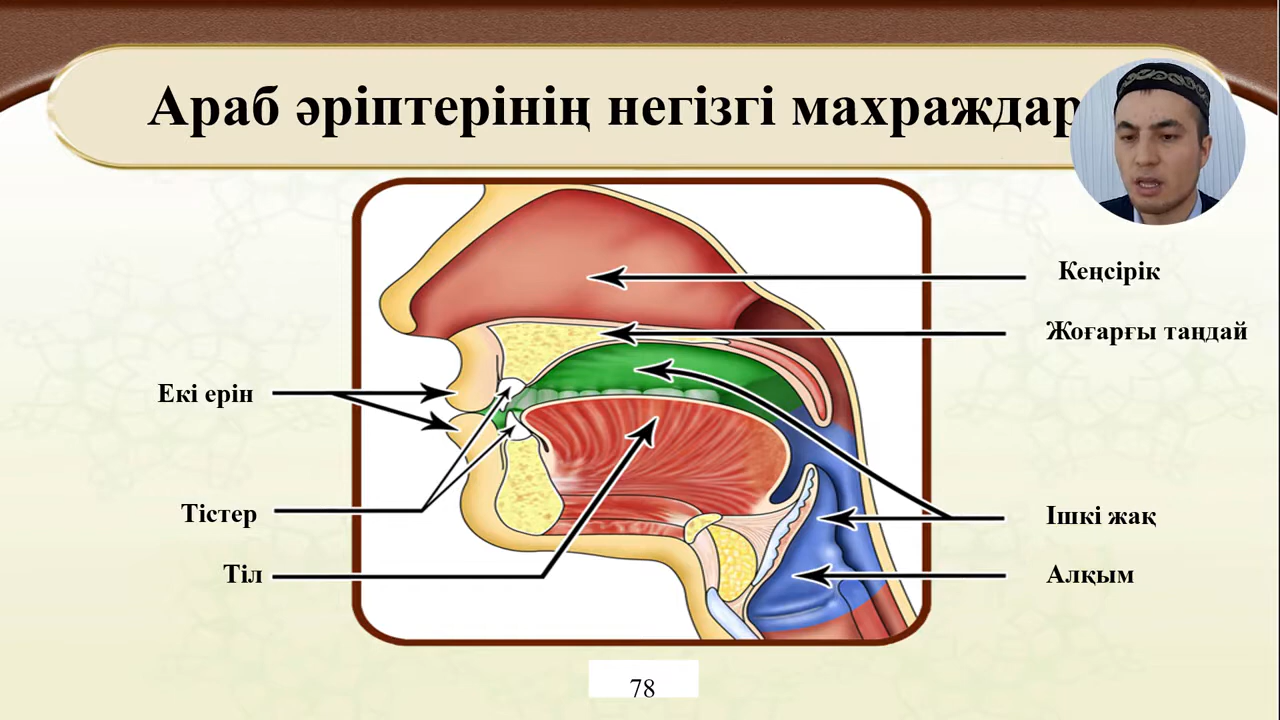 Араб әріптерінің негізгі махраждар
Кеңсірік
Жоғарғы таңдай
Екі ерін
Тістер
Ішкі жақ
Тіл
Алқым
78